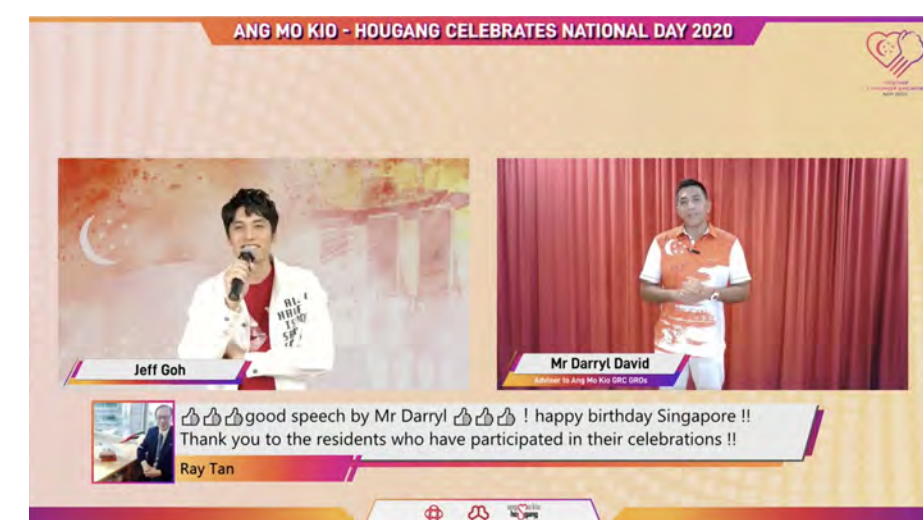 ANG MO KIO - HOUGANG CELEBRATES NATIONAL DAY 2020
Jeff Goh
Mr Darryl David
Adviser to Ang Mo Kio GRC GROs
👍👍👍good speech by Mr Darryl 👍👍👍 ! happy birthday Singapore !!
Thank you to the residents who have participated in their celebrations !!
Ray Tan